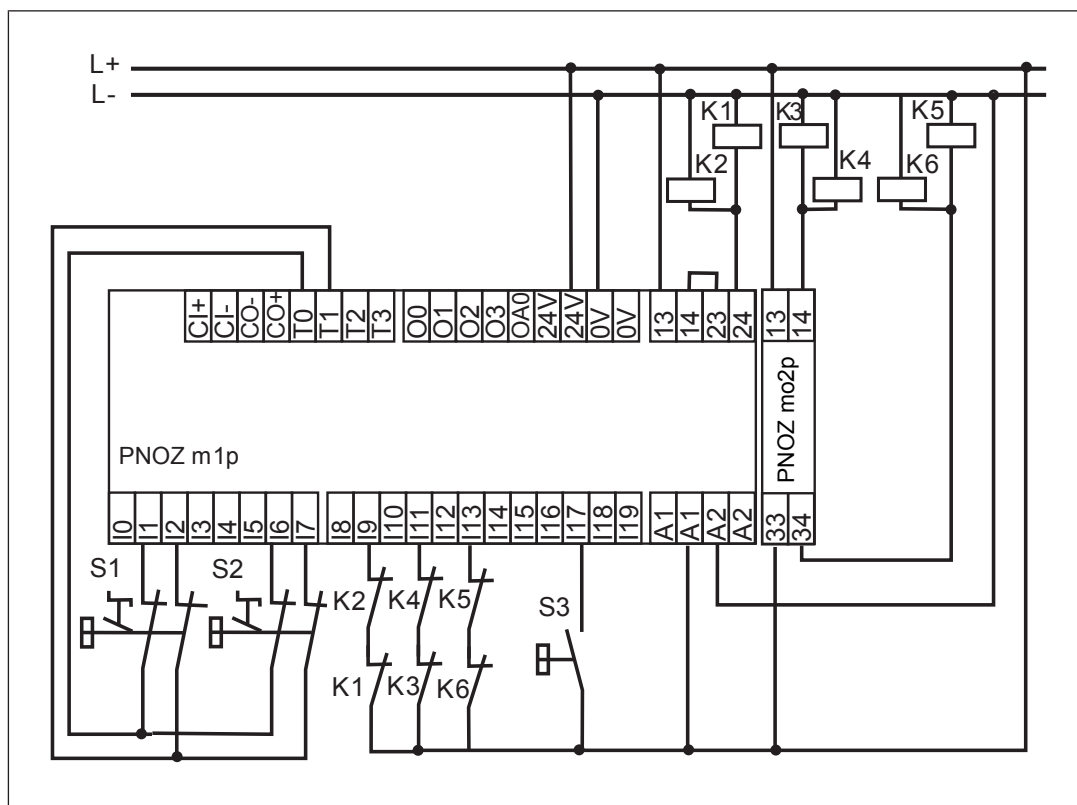 L+
L-
K1
K3
K5
K2
K4
K6
CI+
CI-
CO-
CO+
T0
T1
T2
T3
O0
O1
O2
O3
OA0
24V
24V
0V
0V
13
14
23
24
13
14
PNOZ m1p
PNOZ mo2p
I0
I1
I2
I3
I4
I5
I6
I7
I8
I9
I10
I11
I12
I13
I14
I15
I16
I17
I18
I19
A1
A1
A2
A2
33
34
S1
S2
K2
K4
K5
S3
K1
K3
K6